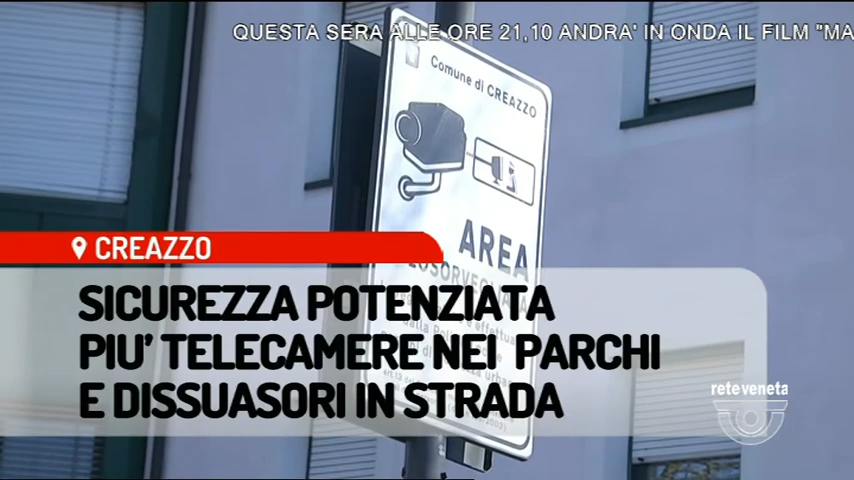 QUESTA SERA ALLE ORE 21,10 ANDRA' IN ONDA IL FILM "MA
Comune di CREAZZO
AREA
CREAZZO
SICUREZZA POTENZIATA
PIU' TELECAMERE NEI PARCHI
E DISSUASORI IN STRADA
reteveneta